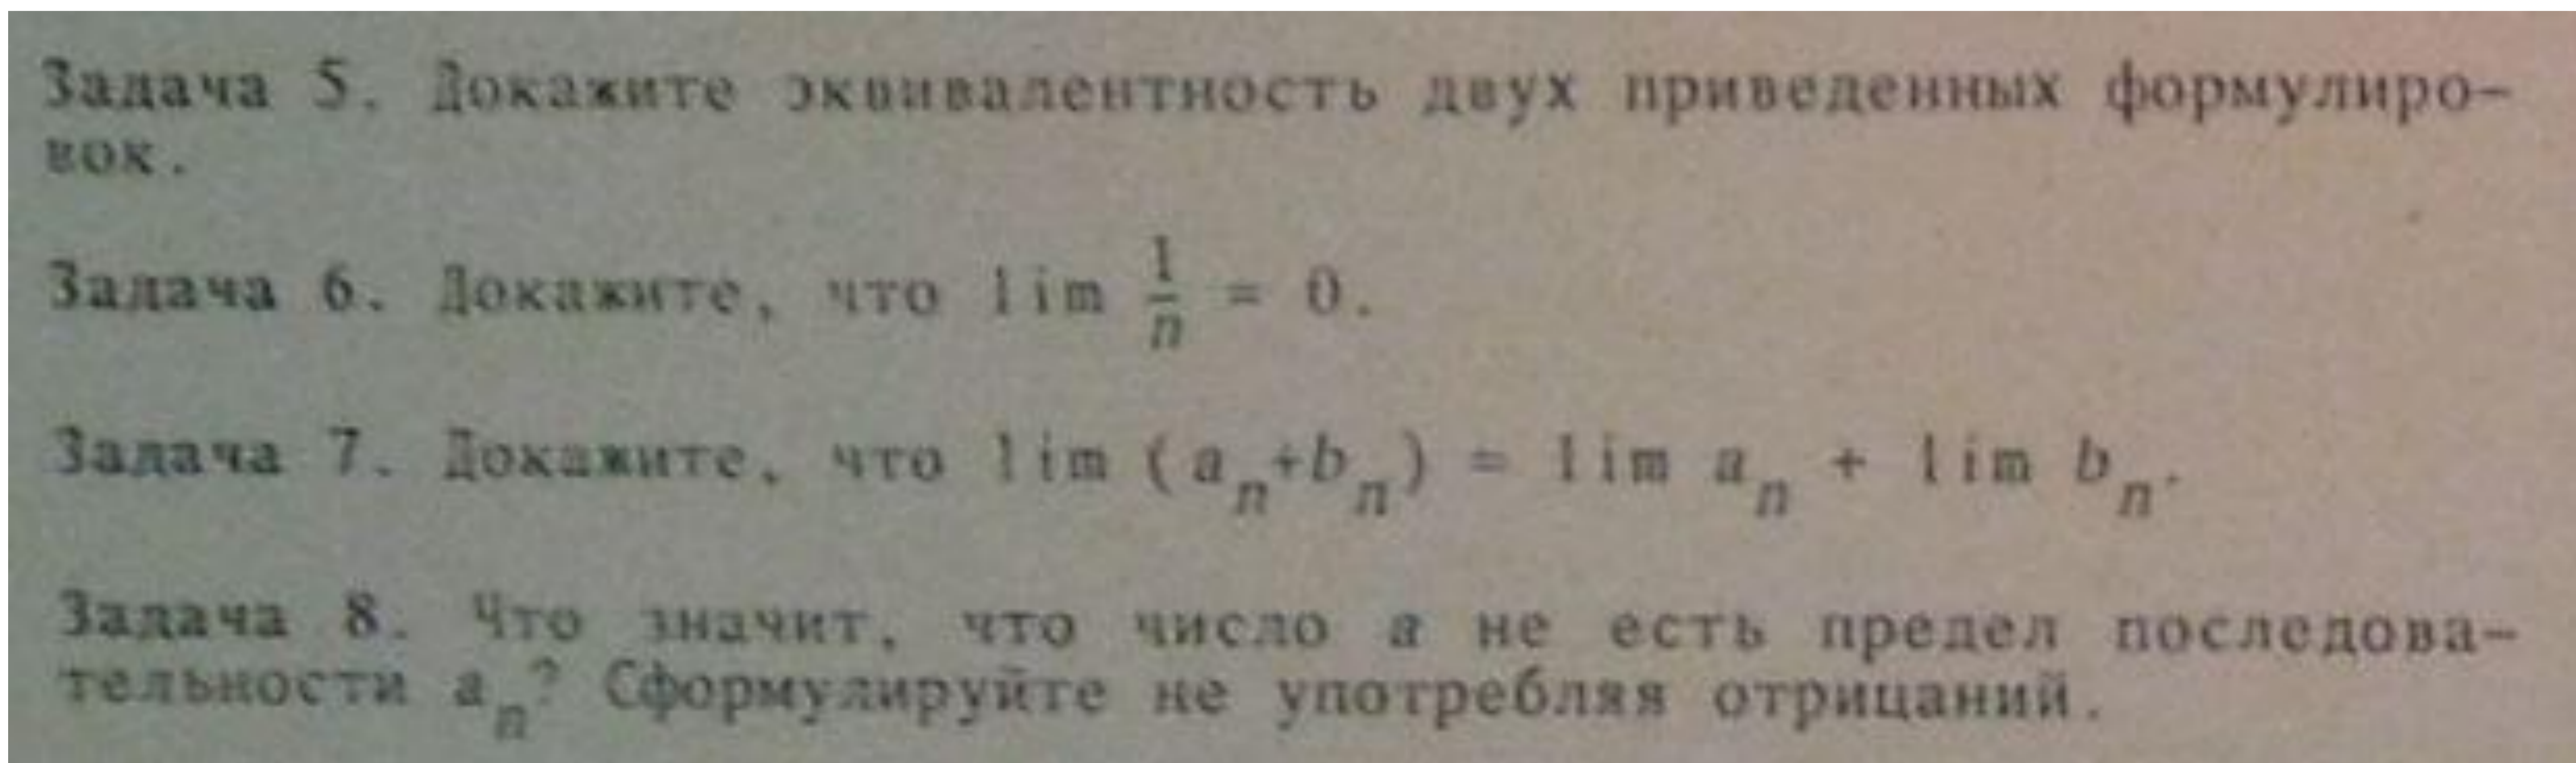 Задача 5. Докажите эквивалентность двух приведенных формулиро-
вок.
Задача 6. Докажите, что lim 1/n = 0.
Задача 7. Докажите, что lim (a_n+b_n) = lim a_n + lim b_n.
Задача 8. Что значит, что число a не есть предел последова-
тельности a_n? Сформулируйте не употребляя отрицаний.